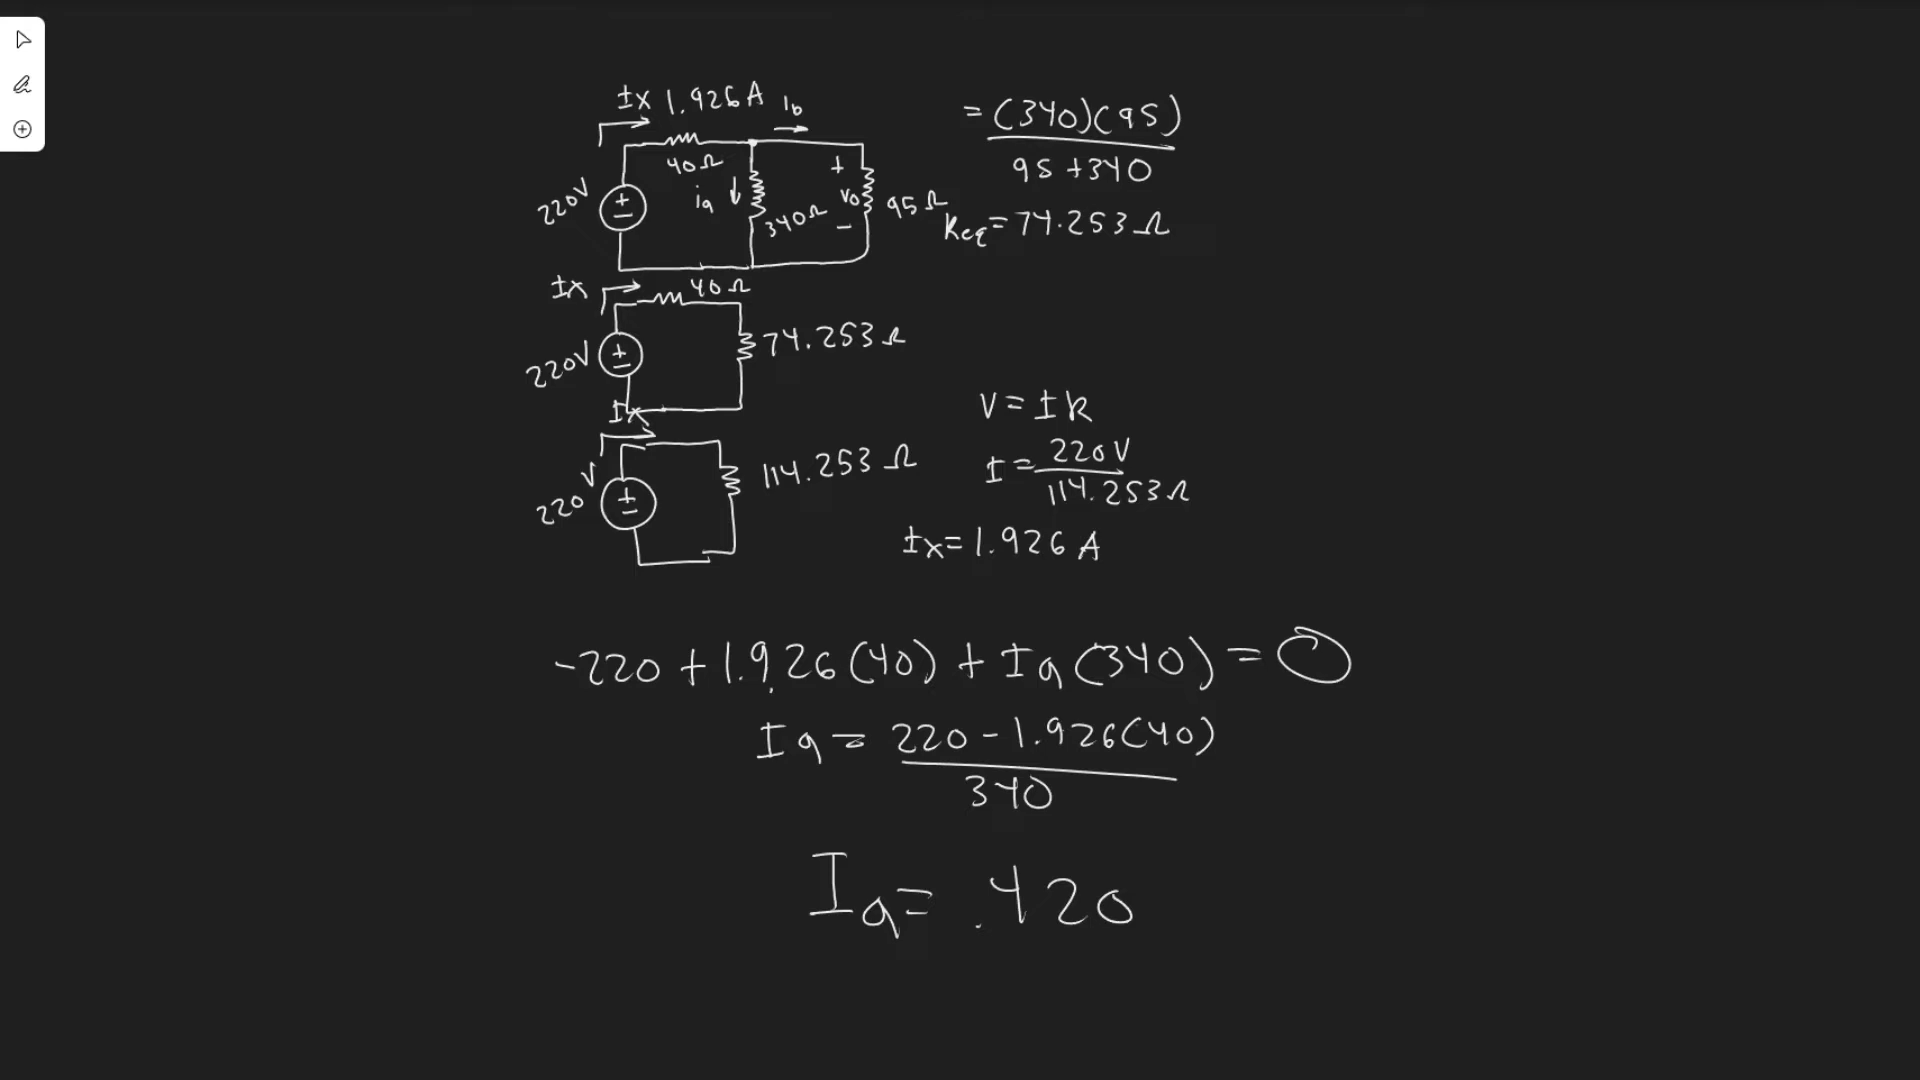 Ix 1.926A ib
40Ω
220V
+
-
ia
340Ω
+
Vo
-
95Ω
= (340)(95)
95 + 340
Req = 74.253Ω
Ix
40Ω
220V
+
-
74.253Ω
Ix
220V
+
-
114.253Ω
V = IR
I = 220V
114.253Ω
Ix = 1.926A
-220 + 1.926(40) + Ia(340) = 0
Ia = 220 - 1.926(40)
340
Ia = .420